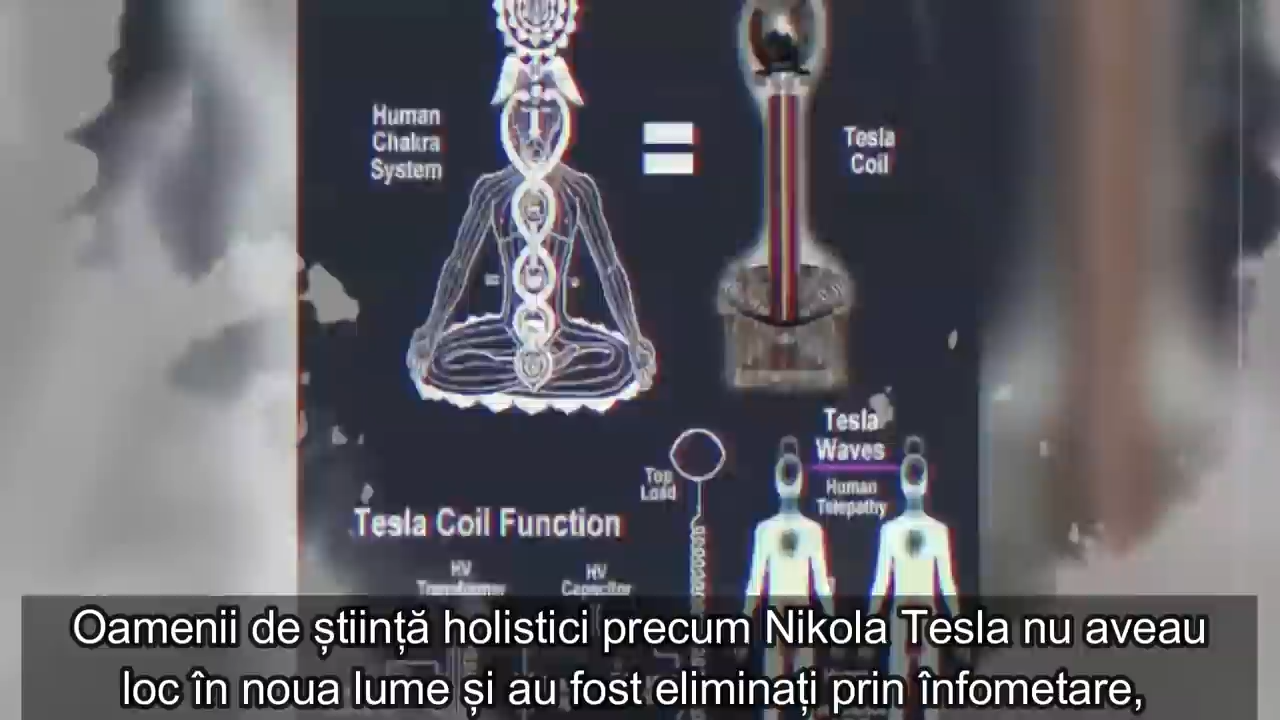 Human
Chakra
System
Tesla
Coil
Tesla
Waves
Human
Telepathy
Top
Load
Tesla Coil Function
HV
Transformer
HV
Capacitor
Oamenii de știință holistici precum Nikola Tesla nu aveau
loc în noua lume și au fost eliminați prin înfometare,